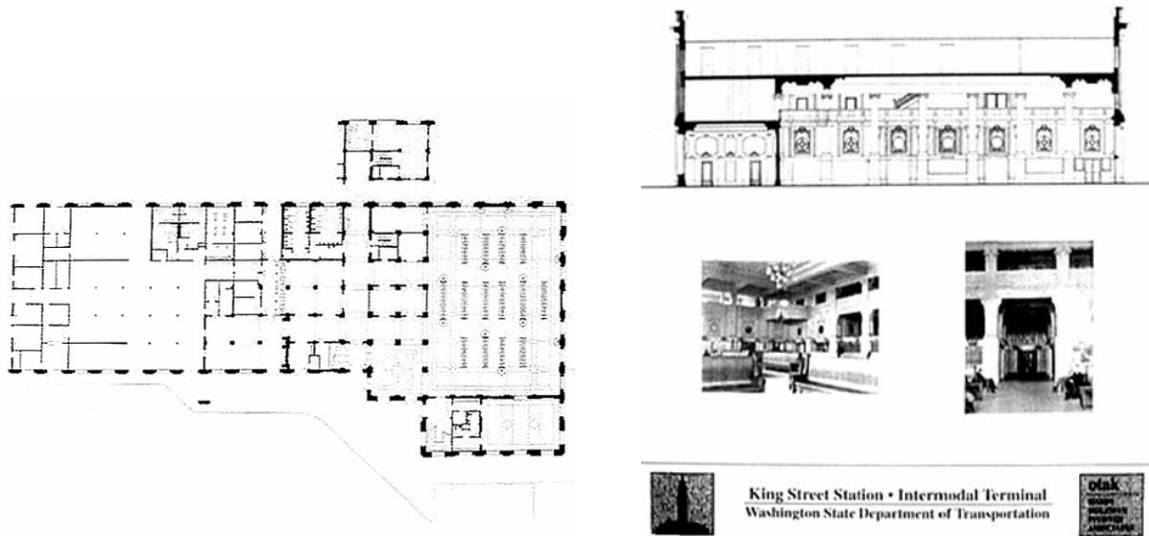 King Street Station • Intermodal Terminal
Washington State Department of Transportation
otak